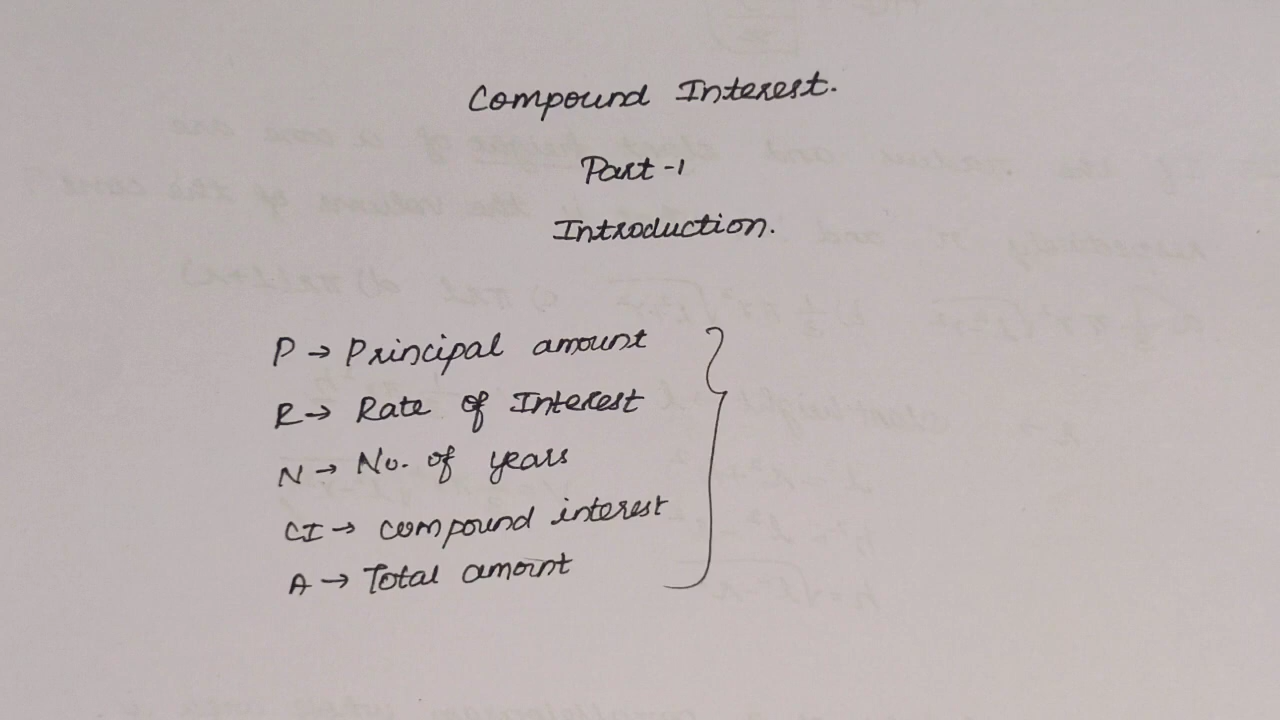 Compound Interest.
Part -1
Introduction.
P → Principal amount
R → Rate of Interest
N → No. of years
CI → compound interest
A → Total amount